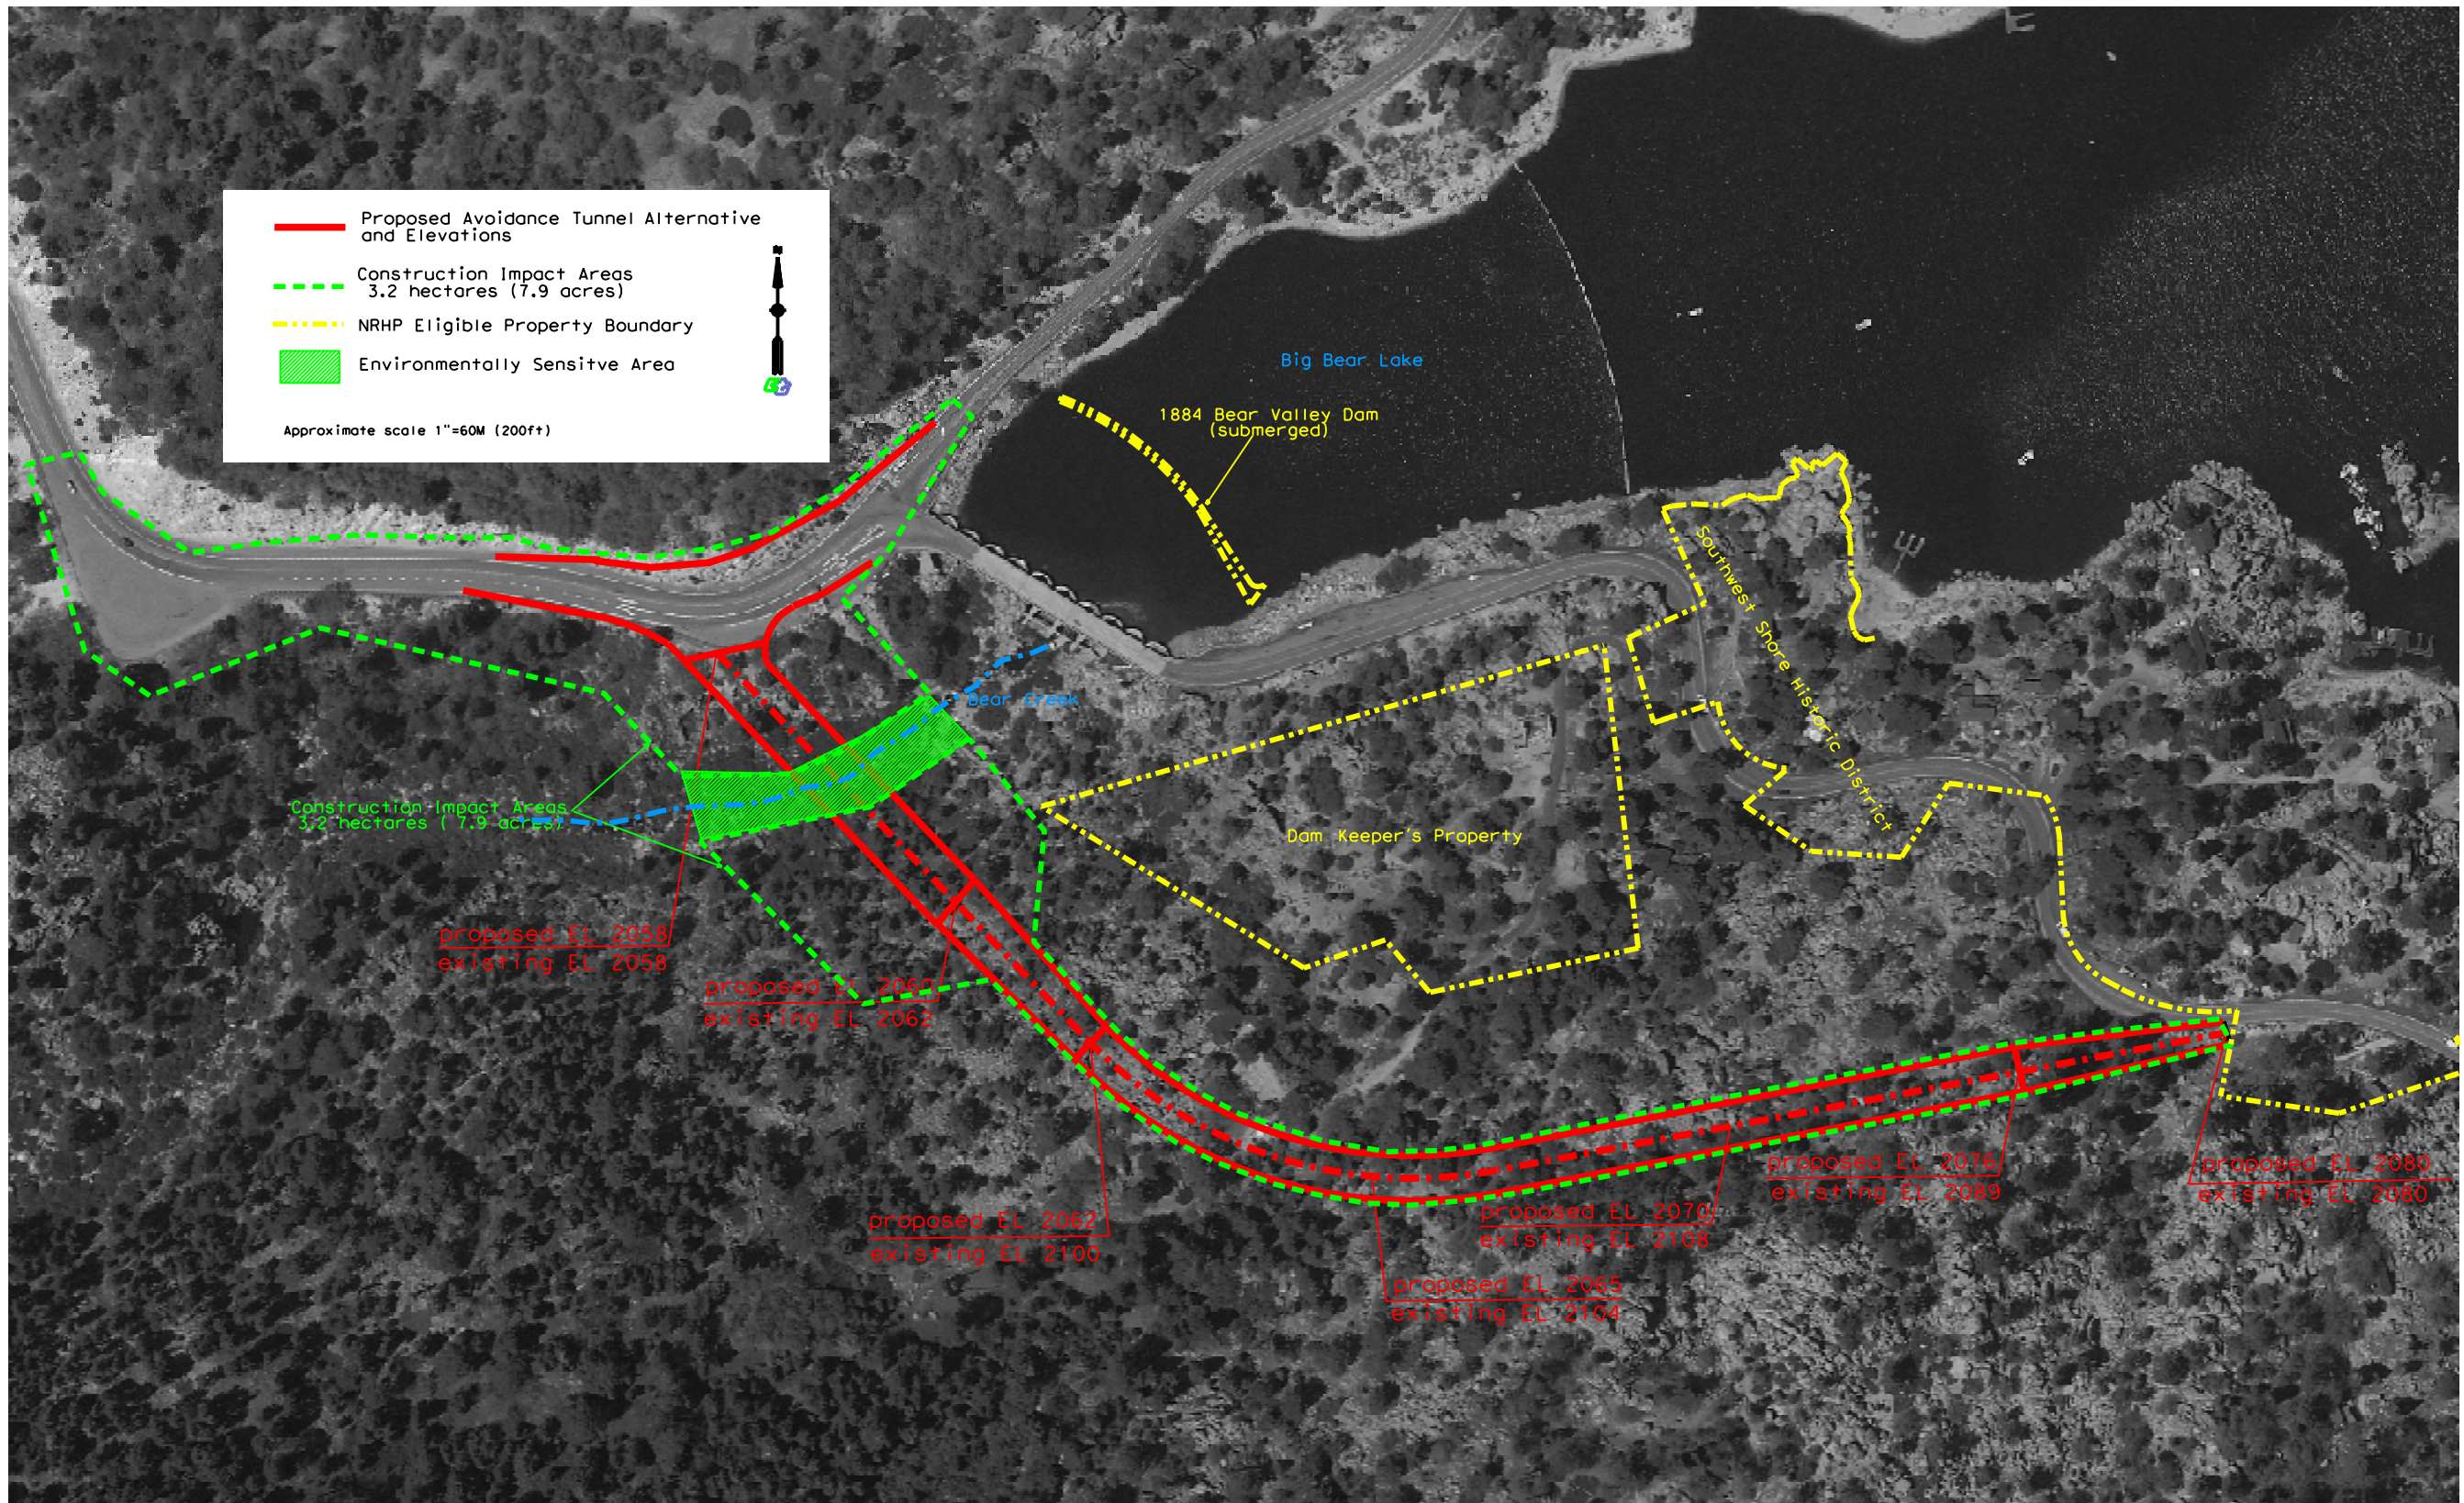 Proposed Avoidance Tunnel Alternative
and Elevations
Construction Impact Areas
3.2 hectares (7.9 acres)
NRHP Eligible Property Boundary
Environmentally Sensitve Area
Approximate scale 1"=60M (200ft)
N
Big Bear Lake
1884 Bear Valley Dam
(submerged)
Southwest Shore Historic District
Bear Creek
Construction Impact Areas
3.2 hectares ( 7.9 acres)
Dam Keeper's Property
proposed EL 2058
existing EL 2058
proposed EL 2060
existing EL 2062
proposed EL 2062
existing EL 2100
proposed EL 2065
existing EL 2104
proposed EL 2070
existing EL 2108
proposed EL 2076
existing EL 2089
proposed EL 2080
existing EL 2080